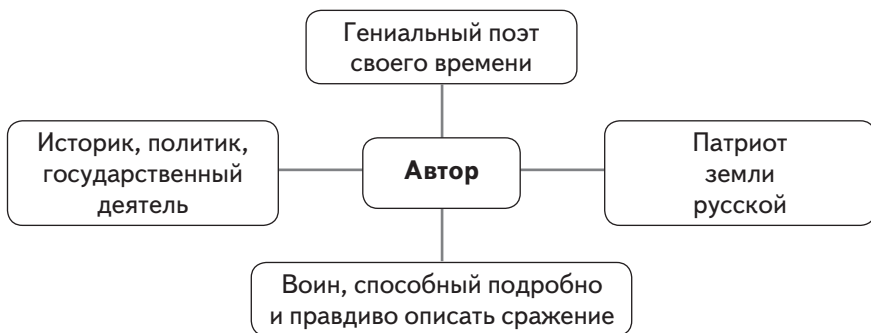 Гениальный поэт
своего времени
Историк, политик,
государственный
деятель
Автор
Патриот
земли
русской
Воин, способный подробно
и правдиво описать сражение